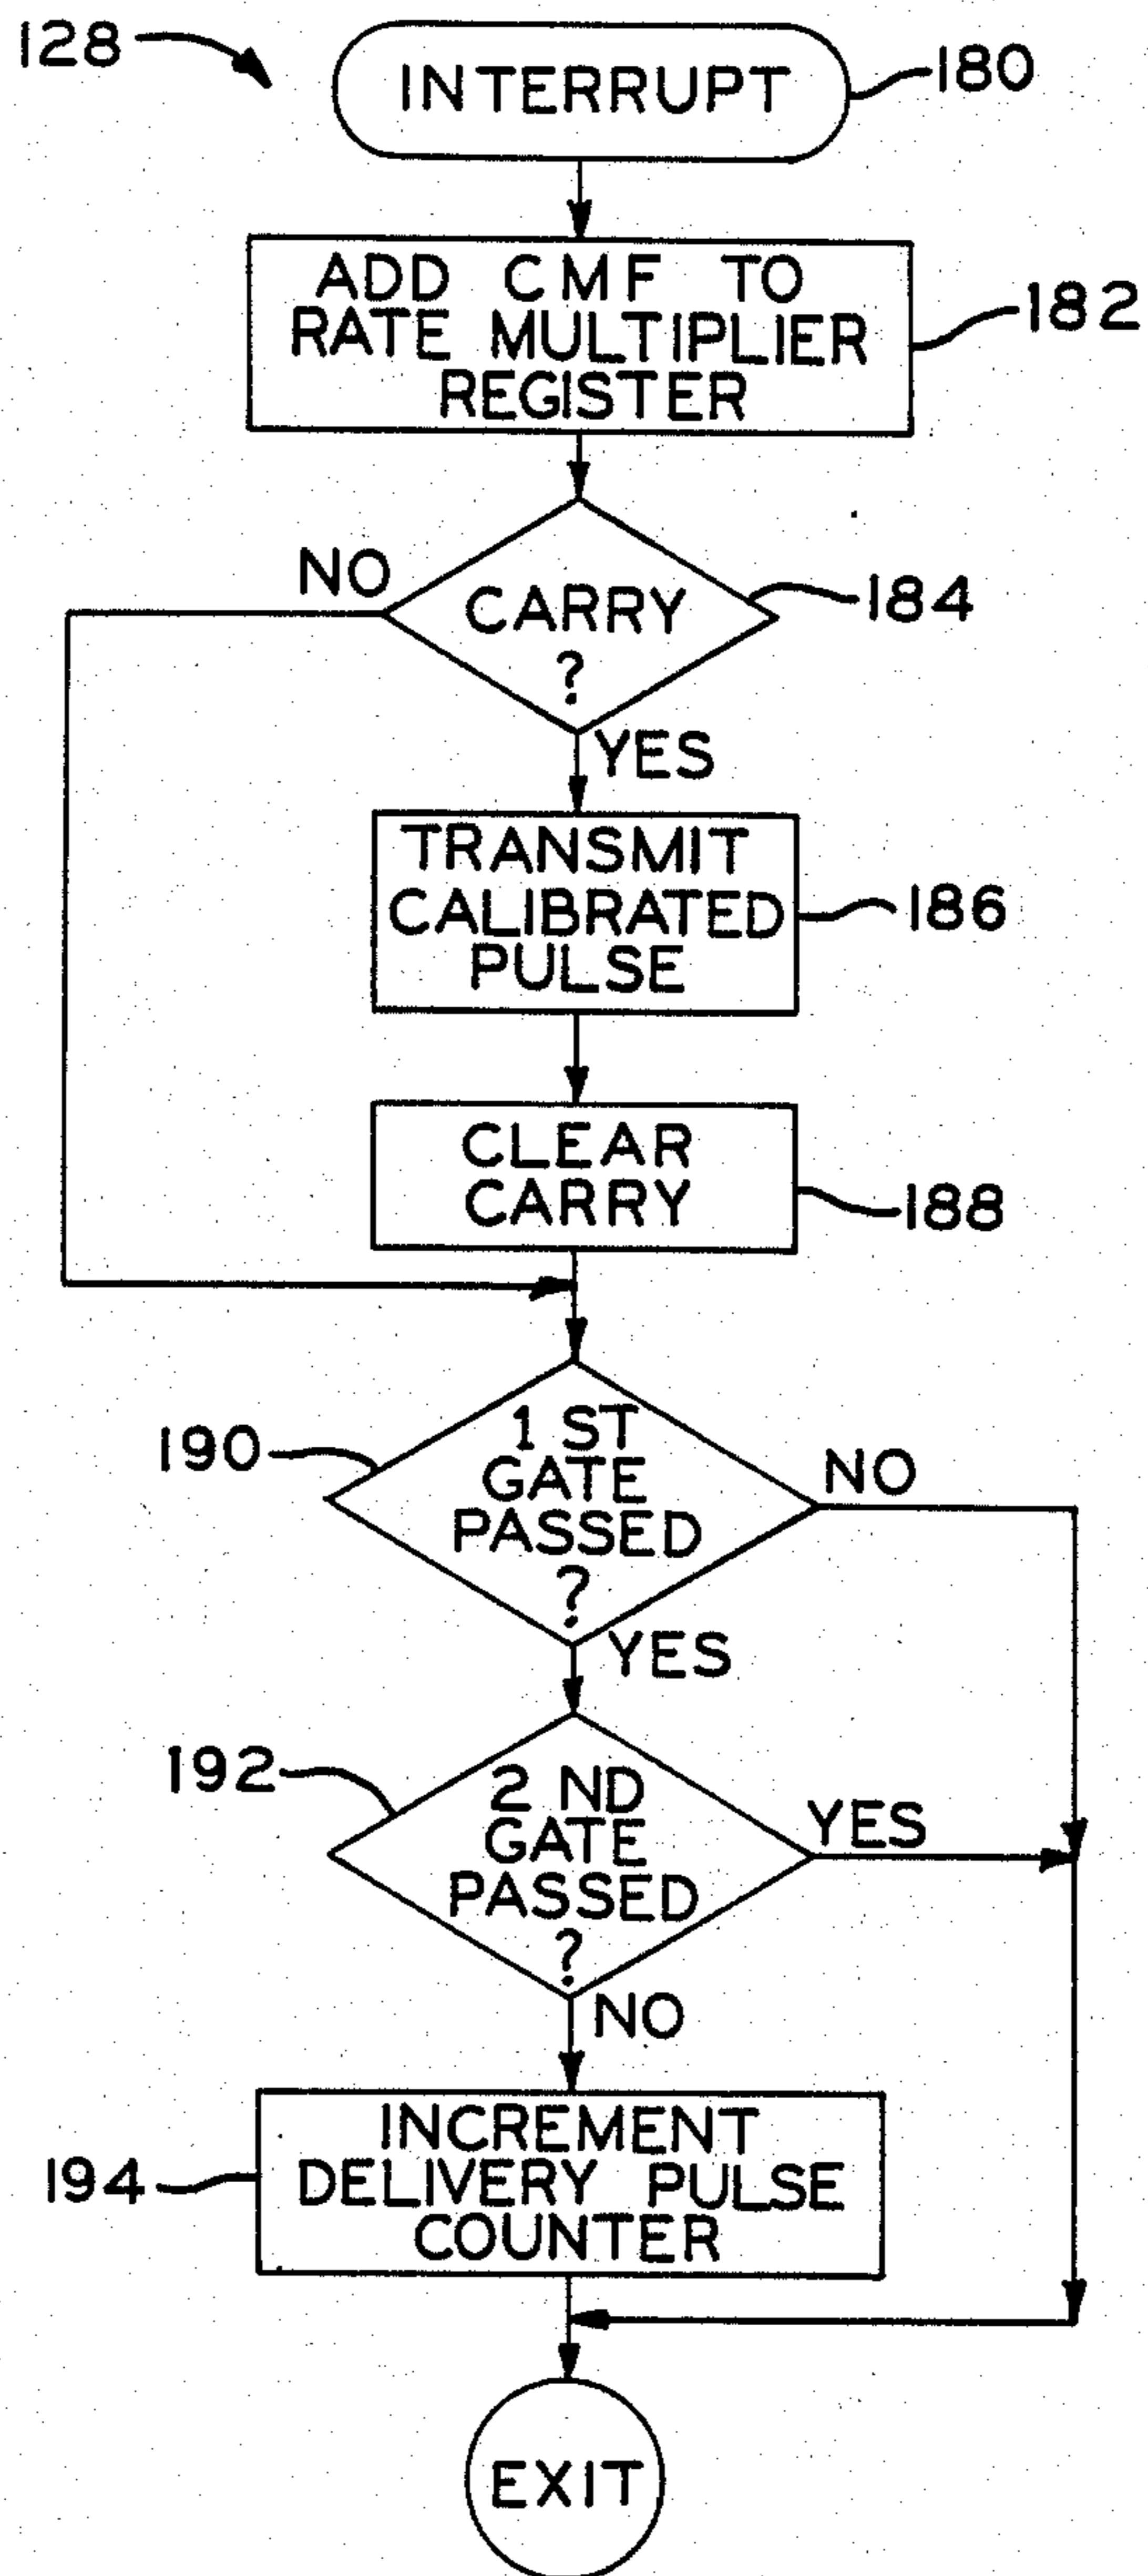 128
INTERRUPT
180
ADD CMF TO
RATE MULTIPLIER
REGISTER
182
NO
CARRY
?
184
YES
TRANSMIT
CALIBRATED
PULSE
186
CLEAR
CARRY
188
190
1 ST
GATE
PASSED
?
NO
YES
192
2 ND
GATE
PASSED
?
YES
NO
194
INCREMENT
DELIVERY PULSE
COUNTER
EXIT